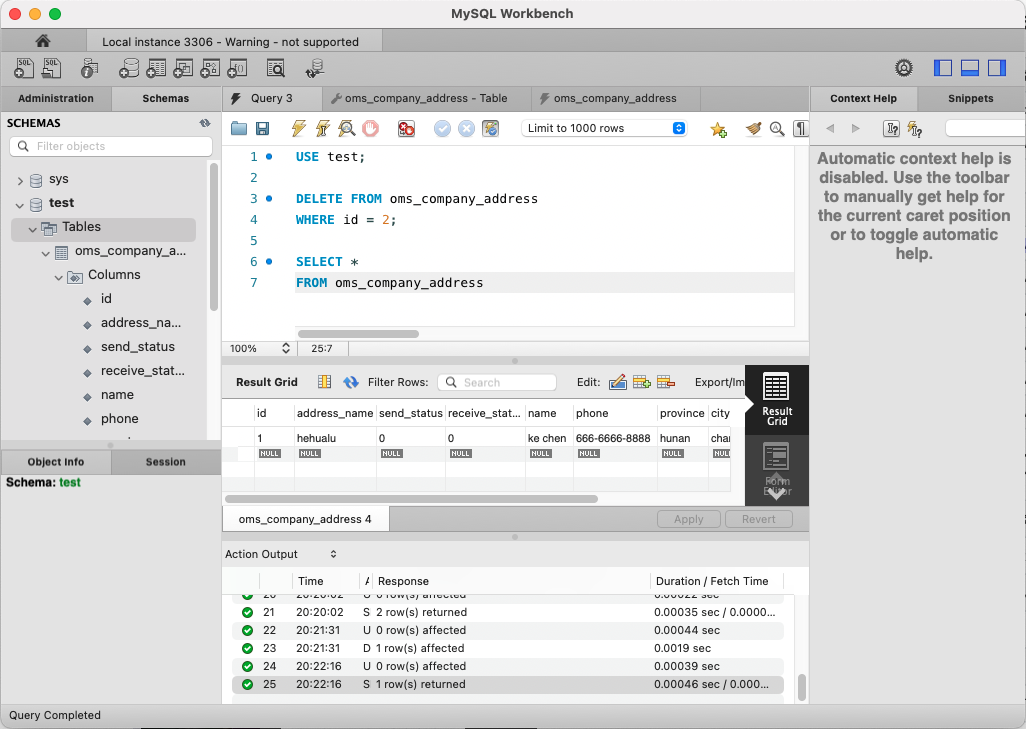 MySQL Workbench
Local instance 3306 - Warning - not supported
Administration Schemas Query 3 oms_company_address - Table oms_company_address Context Help Snippets
SCHEMAS
Filter objects
sys
test
Tables
oms_company_a...
Columns
id
address_na...
send_status
receive_stat...
name
phone
Object Info Session
Schema: test
Limit to 1000 rows
1 USE test;
2
3 DELETE FROM oms_company_address
4 WHERE id = 2;
5
6 SELECT *
7 FROM oms_company_address
100% 25:7
Result Grid Filter Rows: Search Edit: Export/Im
id address_name send_status receive_stat... name phone province city
1 hehualu 0 0 ke chen 666-6666-8888 hunan
NULL NULL NULL NULL NULL NULL NULL
Result
Grid
Form
Editor
oms_company_address 4 Apply Revert
Action Output
Time Response Duration / Fetch Time
20 20:20:02 U 0 row(s) affected 0.00022 sec
21 20:20:02 S 2 row(s) returned 0.00035 sec / 0.0000...
22 20:21:31 U 0 row(s) affected 0.00044 sec
23 20:21:31 D 1 row(s) affected 0.0019 sec
24 20:22:16 U 0 row(s) affected 0.00039 sec
25 20:22:16 S 1 row(s) returned 0.00046 sec / 0.000...
Automatic context help is
disabled. Use the toolbar
to manually get help for
the current caret position
or to toggle automatic
help.
Query Completed